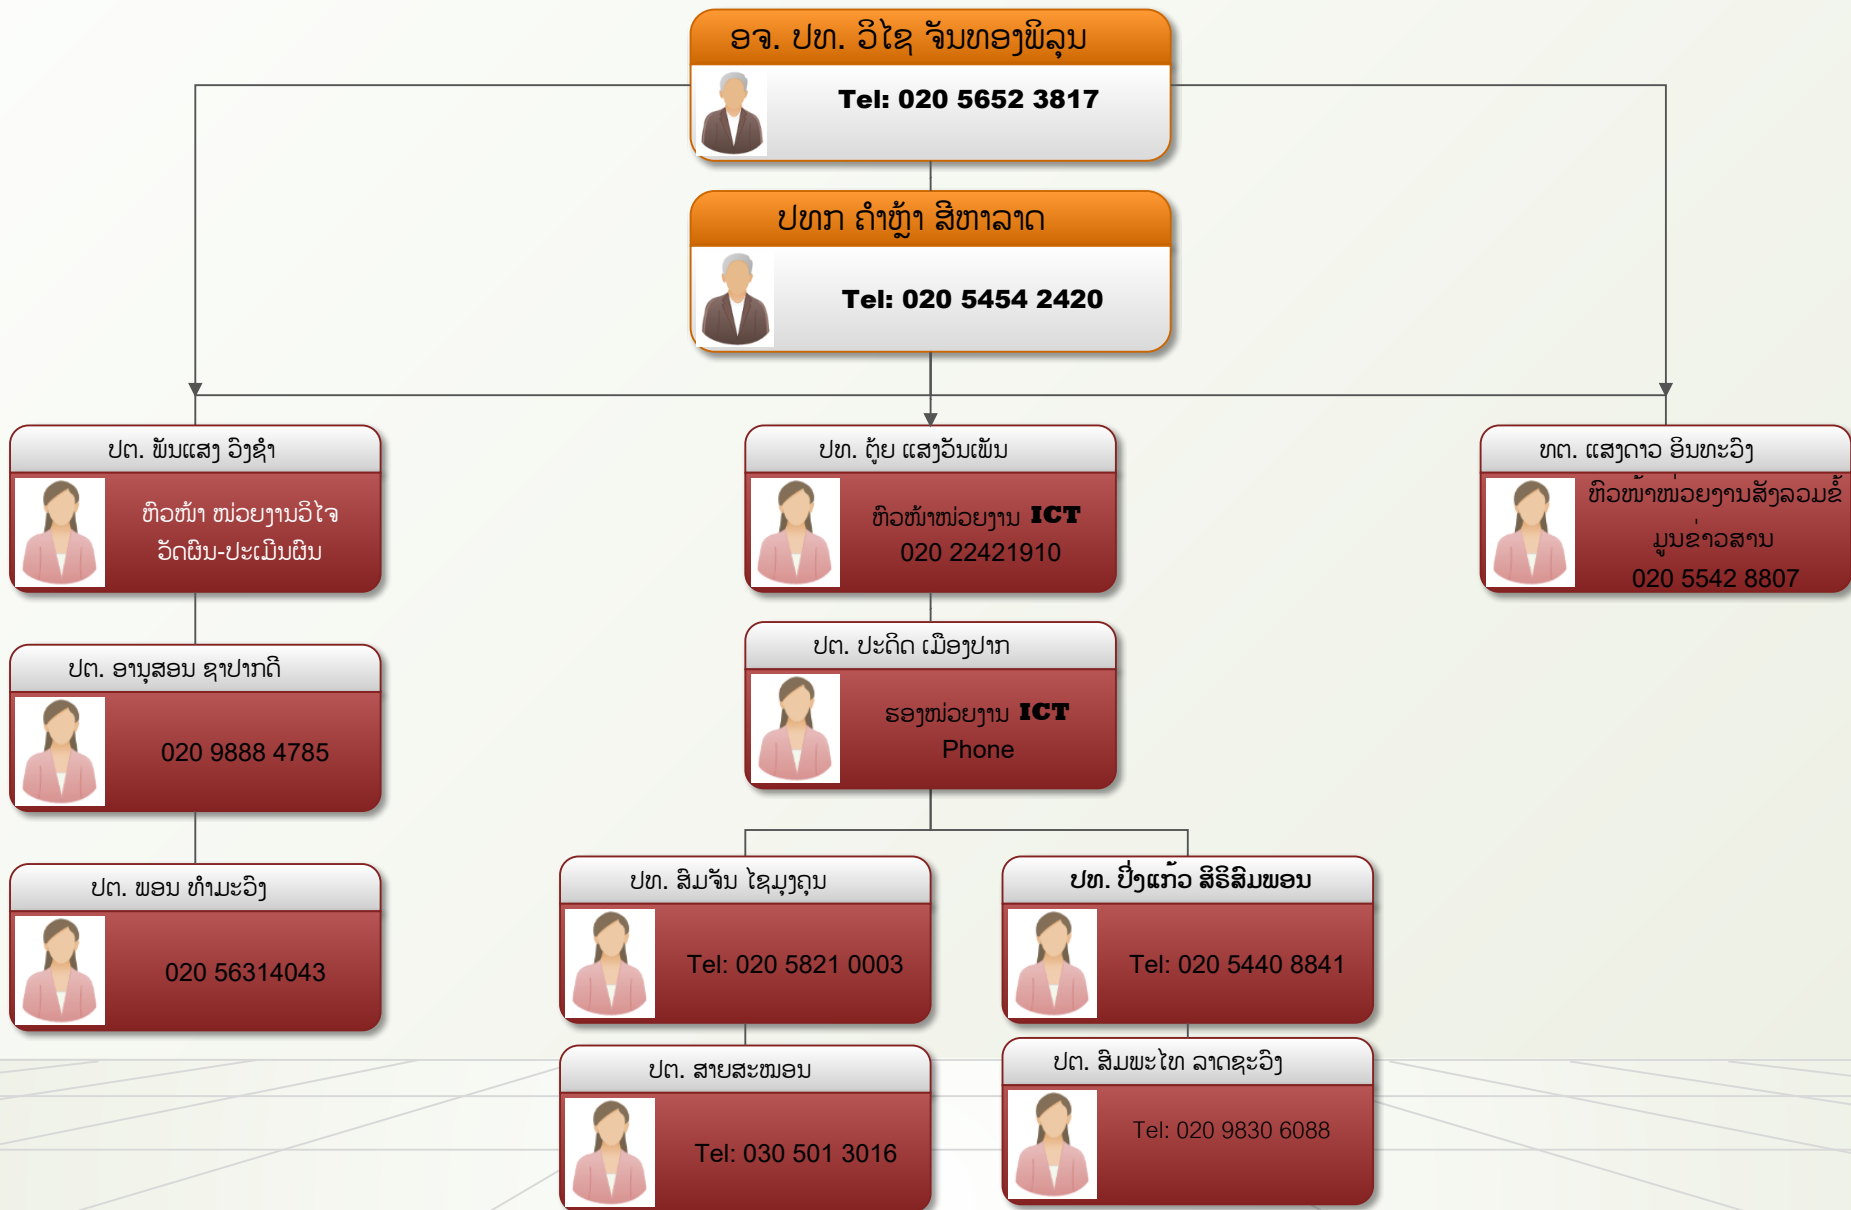 ອຈ. ປທ. ວິໄຊ ຈັນທອງພິລຸນ
Tel: 020 5652 3817
ປທກ ຄຳຫຼ້າ ສີຫາລາດ
Tel: 020 5454 2420
ປຕ. ພັນແສງ ວົງຊຳ
ຫົວໜ້າ ໜ່ວຍງານວິໄຈ
ວັດຜົນ-ປະເມີນຜົນ
ປທ. ຕຸ້ຍ ແສງວັນເພັນ
ຫົວໜ້າໜ່ວຍງານ ICT
020 22421910
ທຕ. ແສງດາວ ອິນທະວົງ
ຫົວໜ້າໜ່ວຍງານສັງລວມຂໍ້
ມູນຂ່າວສານ
020 5542 8807
ປຕ. ອານຸສອນ ຊາປາກດີ
020 9888 4785
ປຕ. ປະດິດ ເມືອງປາກ
ຮອງໜ່ວຍງານ ICT
Phone
ປຕ. ພອນ ທຳມະວົງ
020 56314043
ປທ. ສົມຈັນ ໄຊມຸງຄຸນ
Tel: 020 5821 0003
ປທ. ປິ່ງແກ້ວ ສິຣິສົມພອນ
Tel: 020 5440 8841
ປຕ. ສາຍສະໝອນ
Tel: 030 501 3016
ປຕ. ສົມພະໄທ ລາດຊະວົງ
Tel: 020 9830 6088